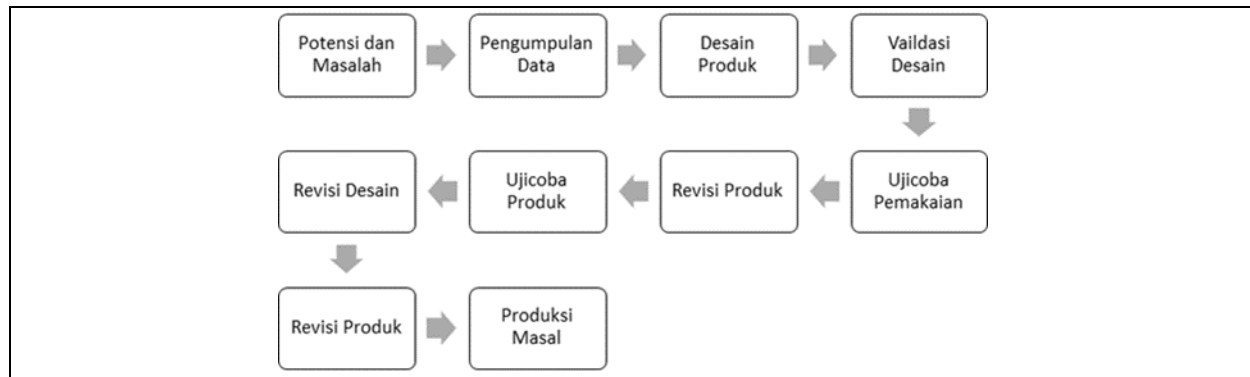 Potensi dan
Masalah
Pengumpulan
Data
Desain
Produk
Vaildasi
Desain
Ujicoba
Pemakaian
Revisi Produk
Ujicoba
Produk
Revisi Desain
Revisi Produk
Produksi
Masal